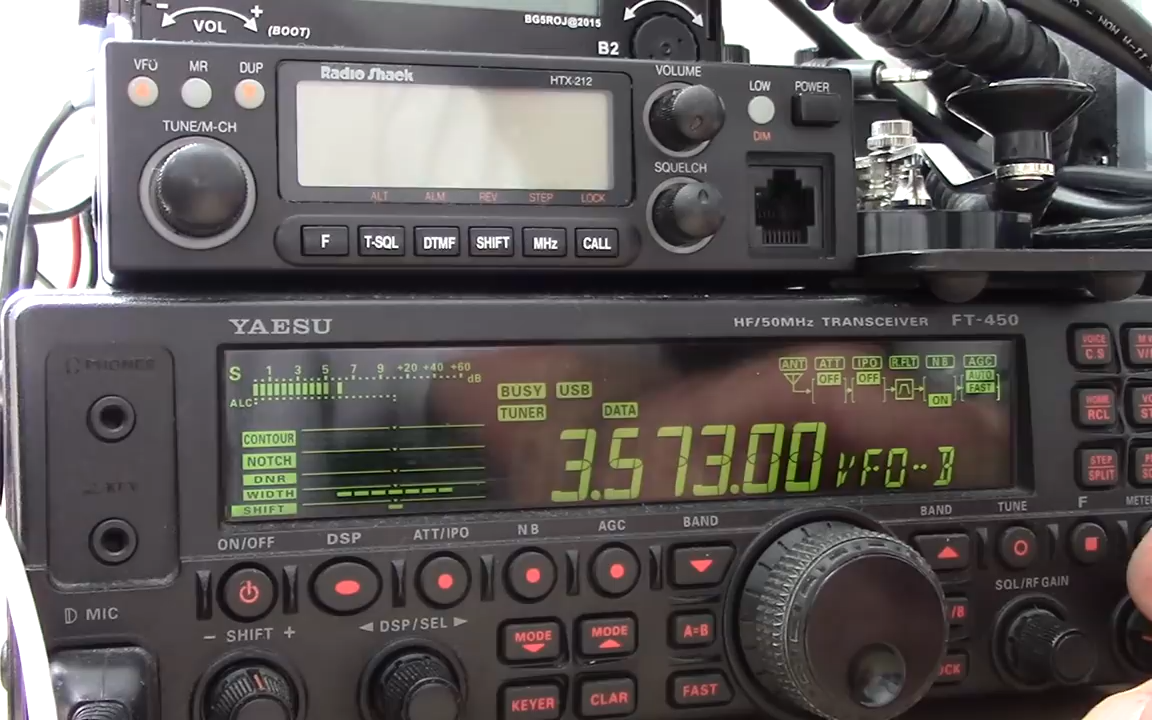 - +
VOL (BOOT)
BG5ROJ@2015
B2
Radio Shaek
HTX-212
VFO MR DUP
TUNE/M-CH
ALT ALM REV STEP LOCK
F T-SQL DTMF SHIFT MHz CALL
VOLUME
SQUELCH
LOW POWER
DIM
YAESU
HF/50MHz TRANSCEIVER FT-450
PHONES
KEY
S 1 3 5 7 9 +20 +40 +60 dB
ALC
BUSY USB
TUNER DATA
ANT ATT IPO R.FLT NB AGC
OFF OFF ON AUTO FAST
CONTOUR
NOTCH
DNR
WIDTH
SHIFT
3.573.00 VFO-B
VOICE C.S
HOME RCL
STEP SPLIT
ON/OFF DSP ATT/IPO NB AGC BAND
BAND TUNE F
MIC
- SHIFT +
DSP/SEL
MODE MODE A=B
KEYER CLAR FAST
SQL/RF GAIN